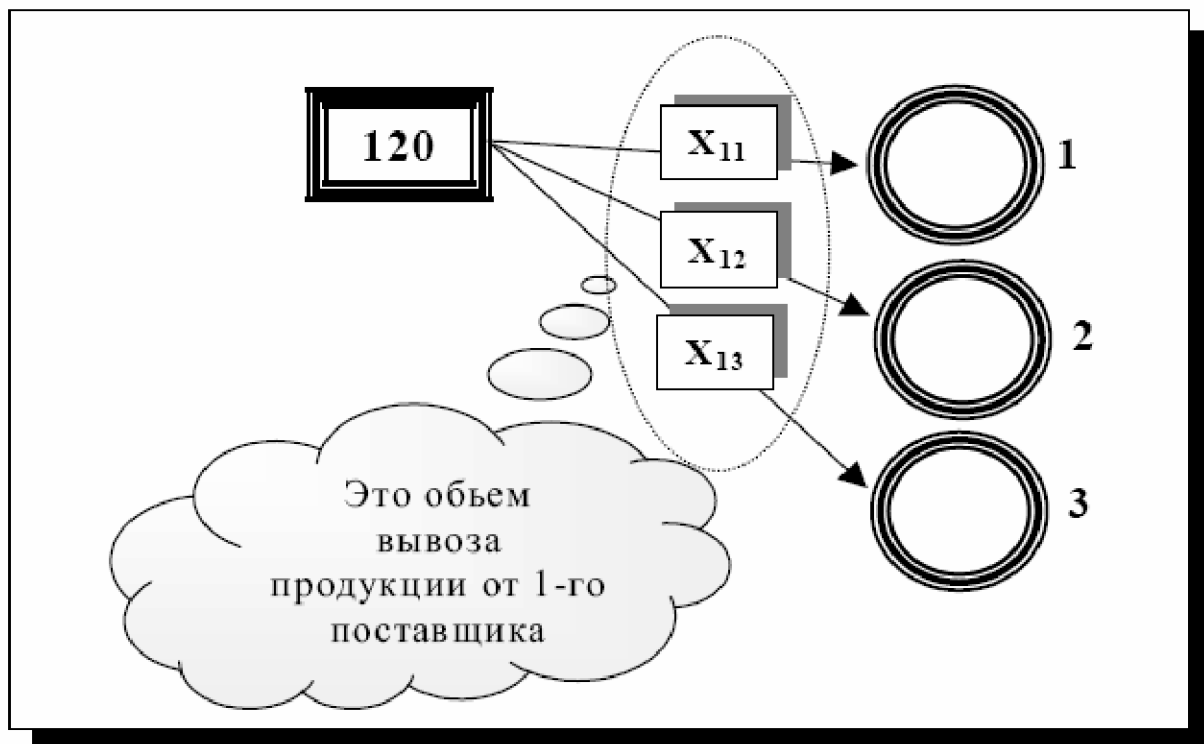 120
X₁₁
1
X₁₂
2
X₁₃
3
Это обьем
вывоза
продукции от 1-го
поставщика